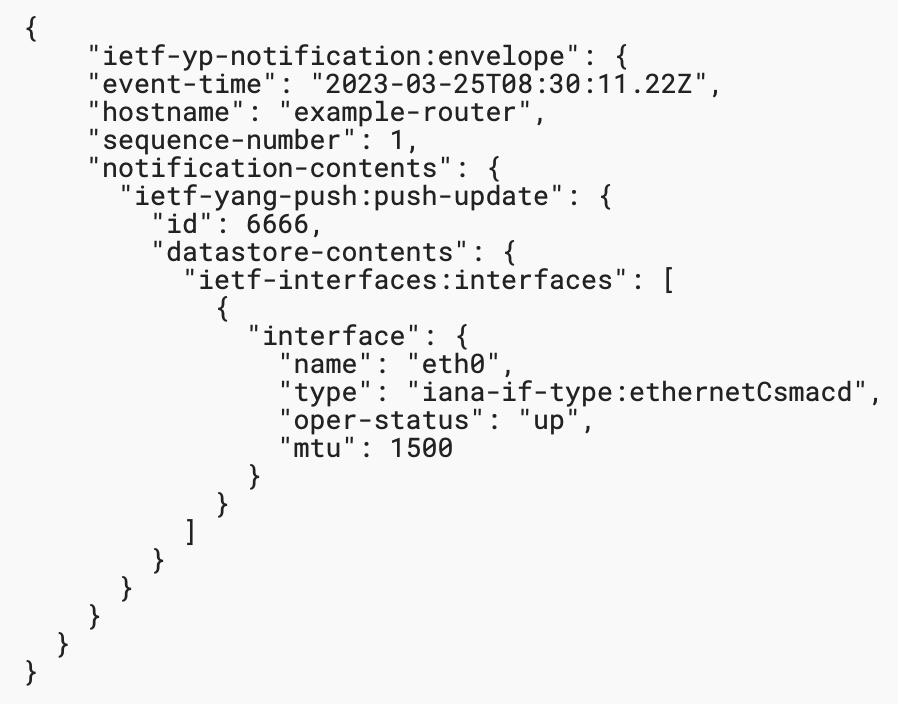 {
    "ietf-yp-notification:envelope": {
    "event-time": "2023-03-25T08:30:11.22Z",
    "hostname": "example-router",
    "sequence-number": 1,
    "notification-contents": {
      "ietf-yang-push:push-update": {
        "id": 6666,
        "datastore-contents": {
          "ietf-interfaces:interfaces": [
            {
              "interface": {
                "name": "eth0",
                "type": "iana-if-type:ethernetCsmacd",
                "oper-status": "up",
                "mtu": 1500
              }
            }
          ]
        }
      }
    }
  }
}